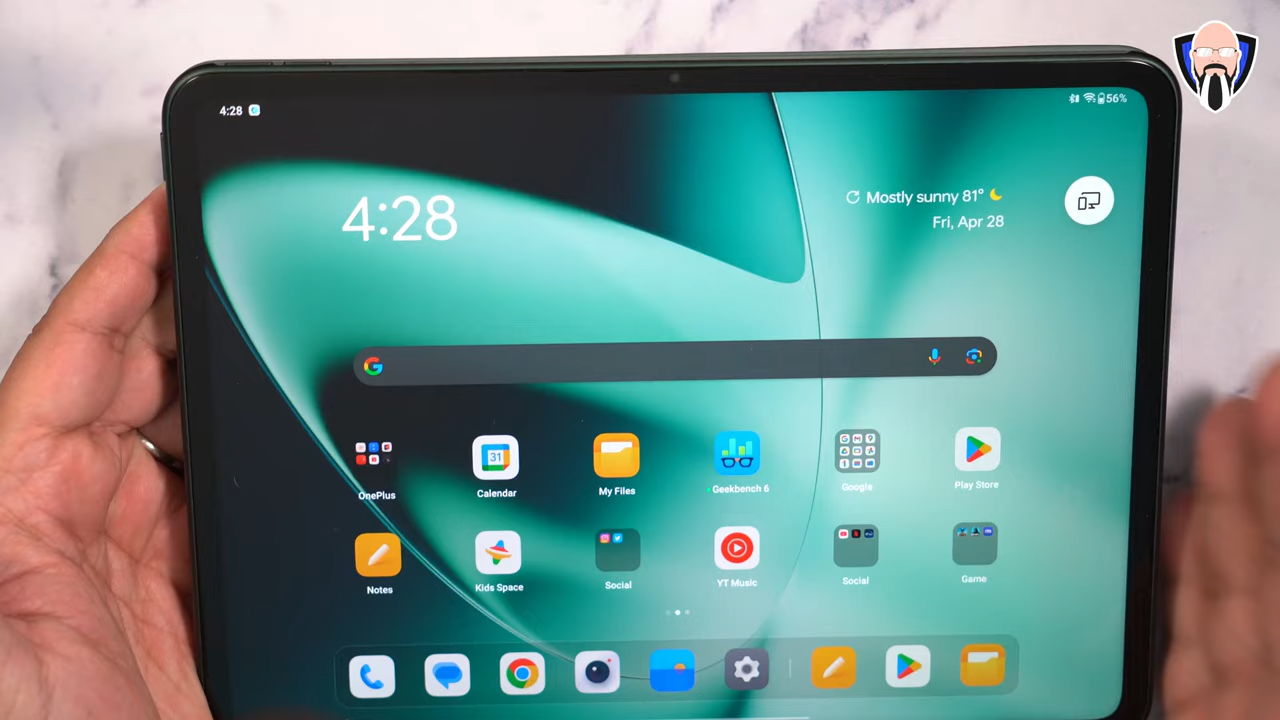 4:28
56%
4:28
Mostly sunny 81°
Fri, Apr 28
G
31
OnePlus
Calendar
My Files
Geekbench 6
Google
Play Store
Notes
Kids Space
Social
YT Music
Social
Game